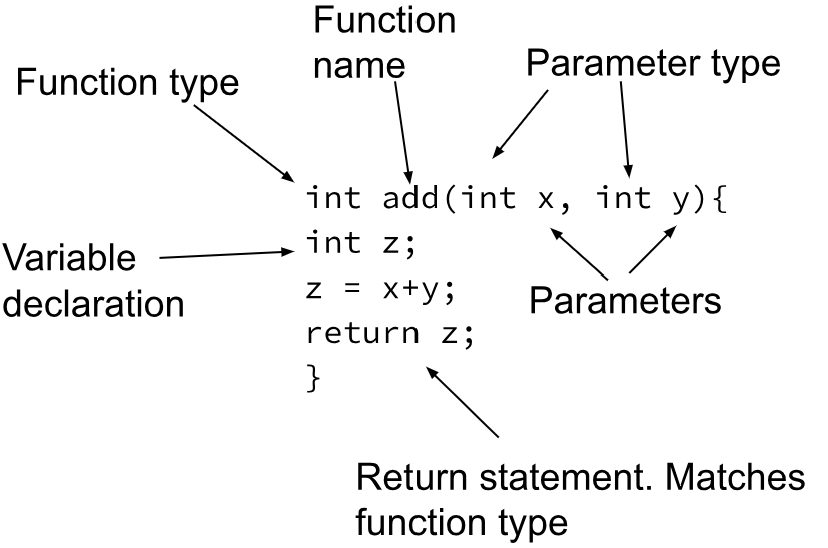 Function
name
Function type
Parameter type
int add(int x, int y){
int z;
z = x+y;
return z;
}
Variable
declaration
Parameters
Return statement. Matches
function type